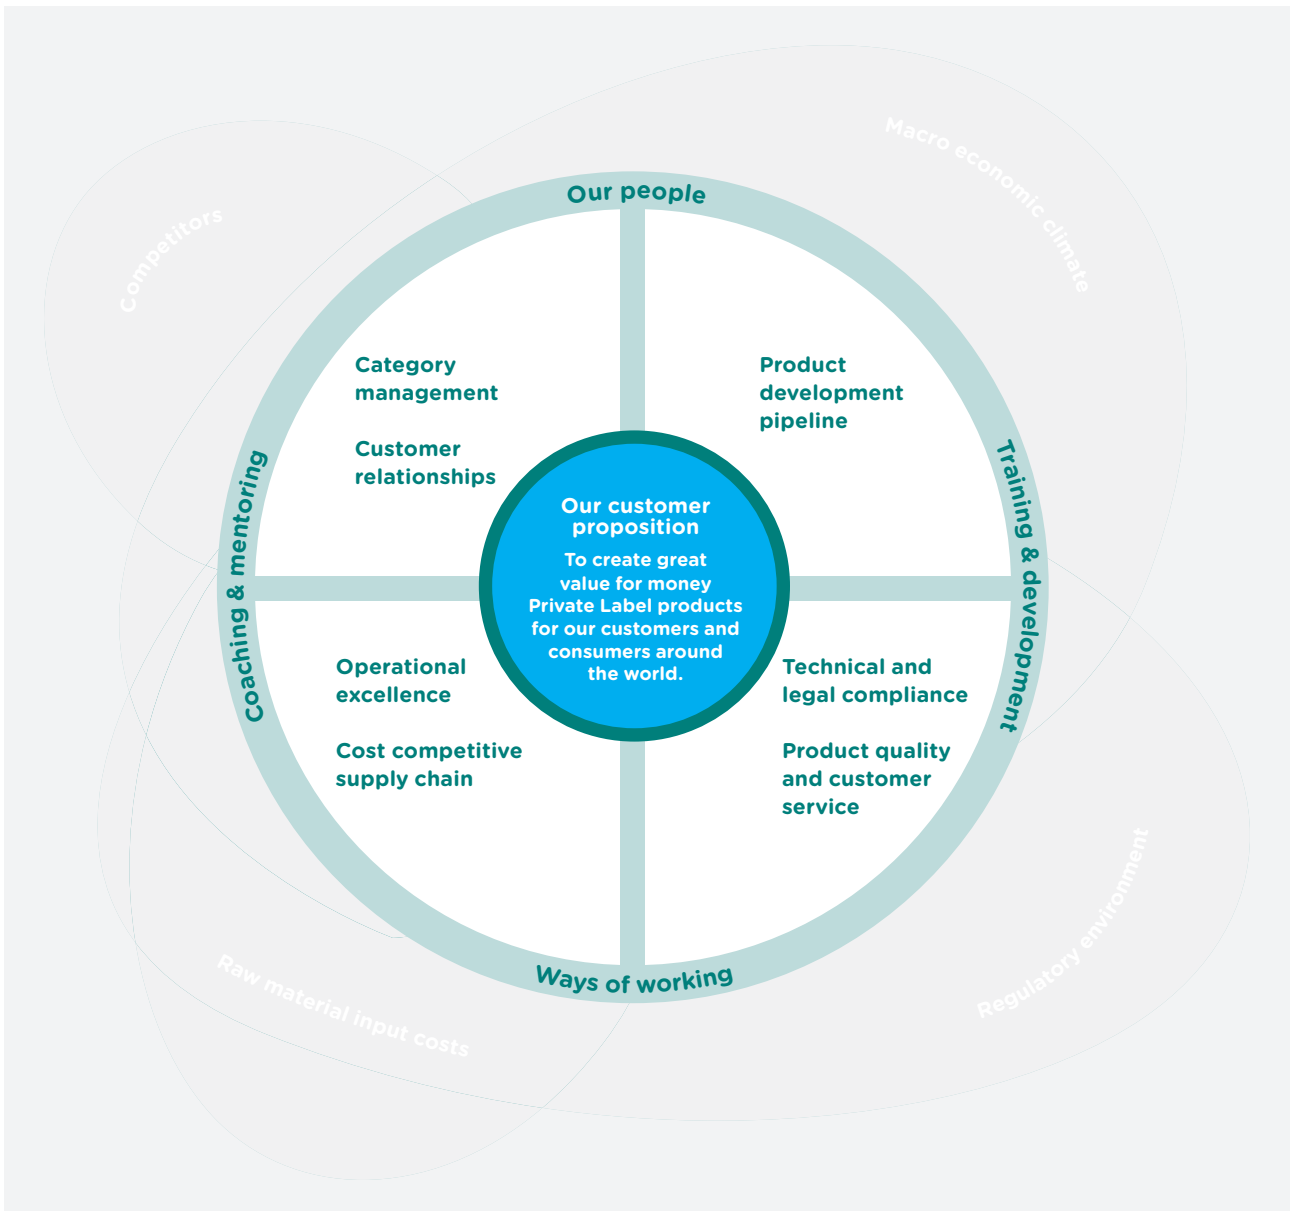 Macro economic climate
Competitors
Our people
Category
management
Customer
relationships
Product
development
pipeline
Coaching & mentoring
Training & development
Our customer
proposition
To create great
value for money
Private Label products
for our customers and
consumers around
the world.
Operational
excellence
Cost competitive
supply chain
Technical and
legal compliance
Product quality
and customer
service
Ways of working
Raw material input costs
Regulatory environment